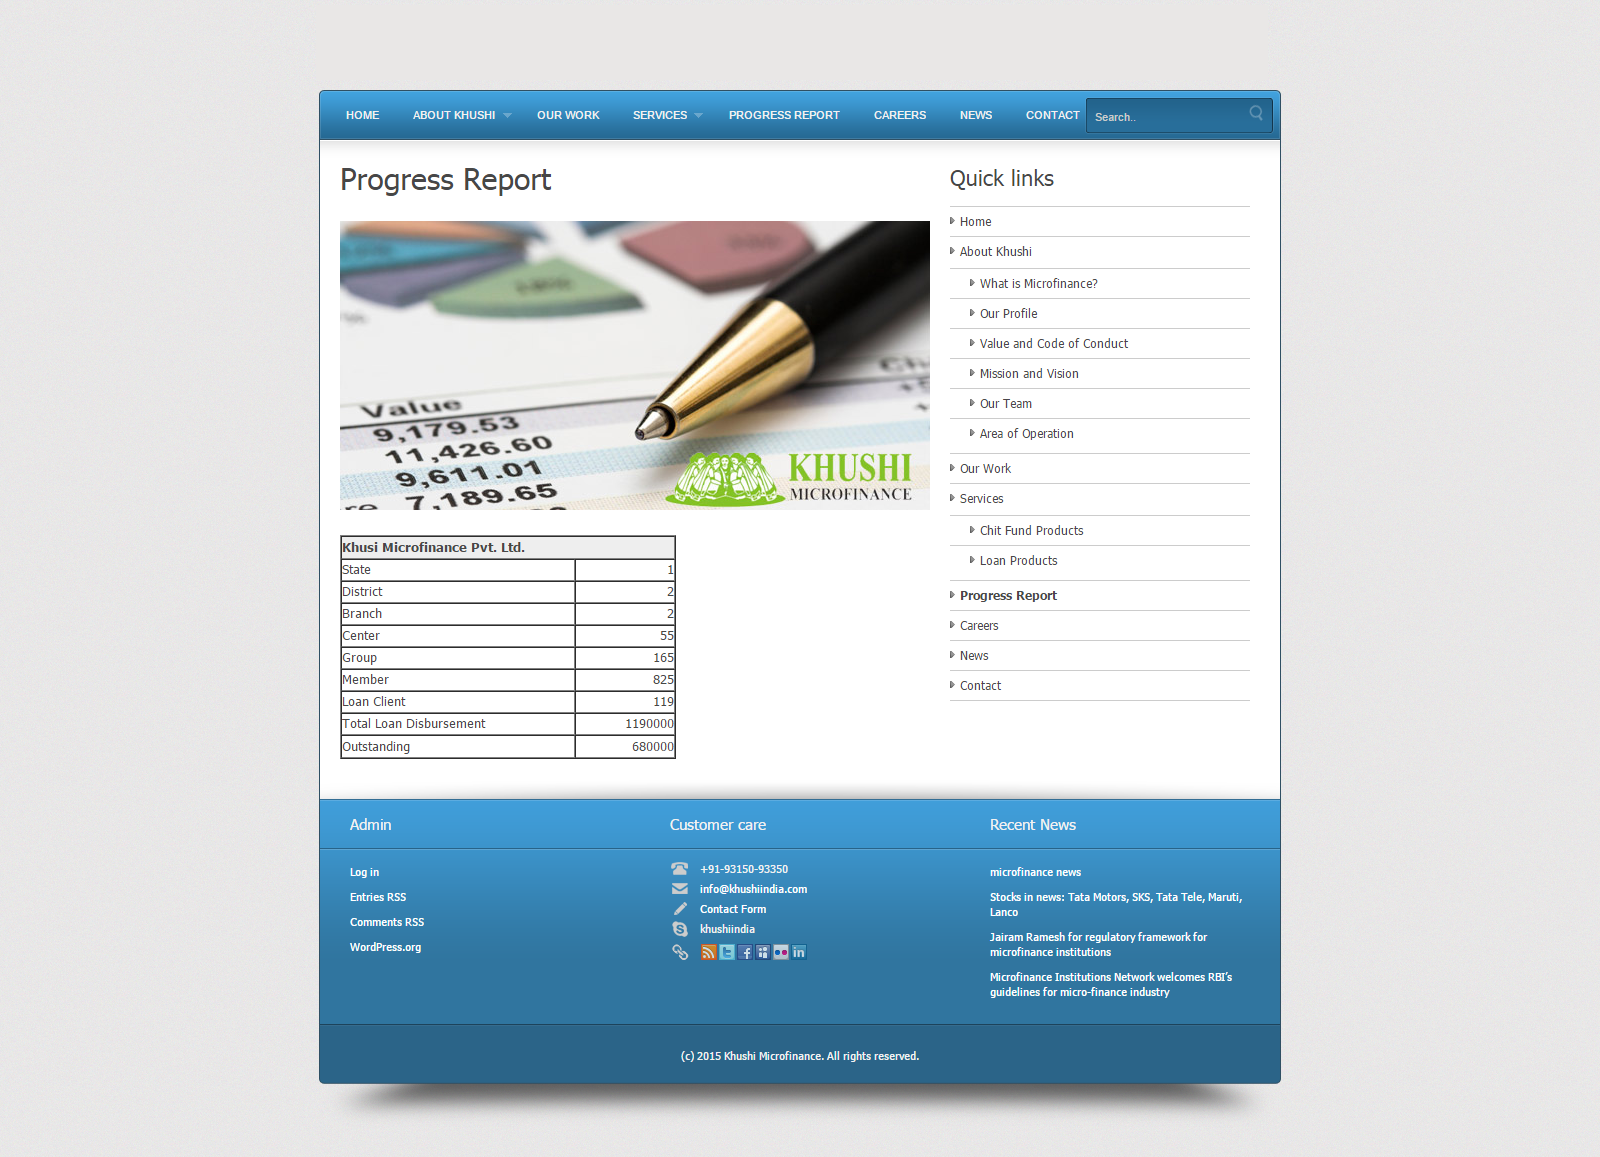 HOME ABOUT KHUSHI OUR WORK SERVICES PROGRESS REPORT CAREERS NEWS CONTACT Search..
Progress Report
Value
9,179.53
11,426.60
9,611.01
7,189.65
KHUSHI
MICROFINANCE
Khusi Microfinance Pvt. Ltd.
State 1
District 2
Branch 2
Center 55
Group 165
Member 825
Loan Client 119
Total Loan Disbursement 1190000
Outstanding 680000
Quick links
Home
About Khushi
What is Microfinance?
Our Profile
Value and Code of Conduct
Mission and Vision
Our Team
Area of Operation
Our Work
Services
Chit Fund Products
Loan Products
Progress Report
Careers
News
Contact
Admin
Log in
Entries RSS
Comments RSS
WordPress.org
Customer care
+91-93150-93350
info@khushiindia.com
Contact Form
khushiindia
Recent News
microfinance news
Stocks in news: Tata Motors, SKS, Tata Tele, Maruti,
Lanco
Jairam Ramesh for regulatory framework for
microfinance institutions
Microfinance Institutions Network welcomes RBI's
guidelines for micro-finance industry
(c) 2015 Khushi Microfinance. All rights reserved.